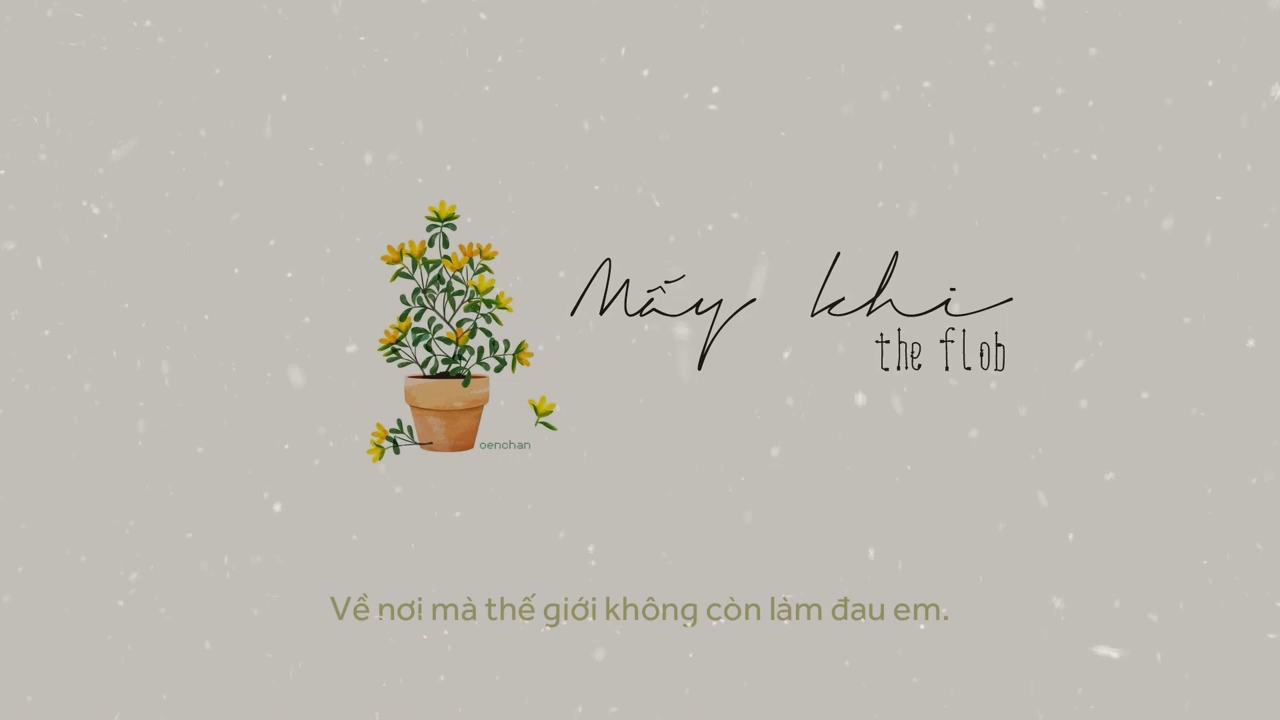 Mấy khi
the flob
oenchan
Về nơi mà thế giới không còn làm đau em.